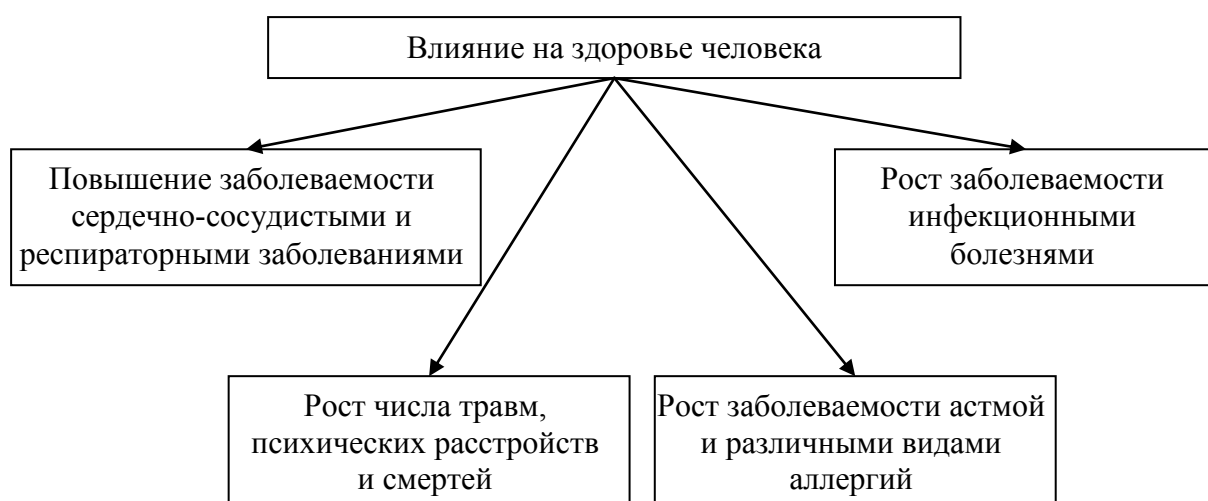 Влияние на здоровье человека
Повышение заболеваемости
сердечно-сосудистыми и
респираторными заболеваниями
Рост заболеваемости
инфекционными
болезнями
Рост числа травм,
психических расстройств
и смертей
Рост заболеваемости астмой
и различными видами
аллергий